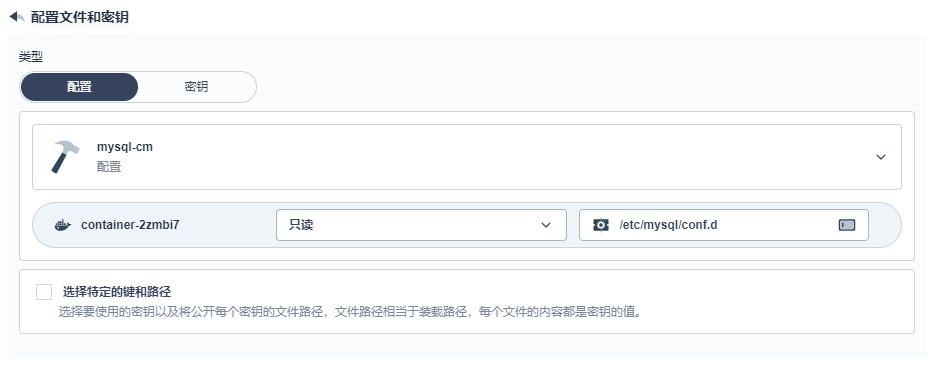 配置文件和密钥
类型
配置
密钥
mysql-cm
配置
container-2zmbi7
只读
/etc/mysql/conf.d
选择特定的键和路径
选择要使用的密钥以及将公开每个密钥的文件路径，文件路径相当于装载路径，每个文件的内容都是密钥的值。